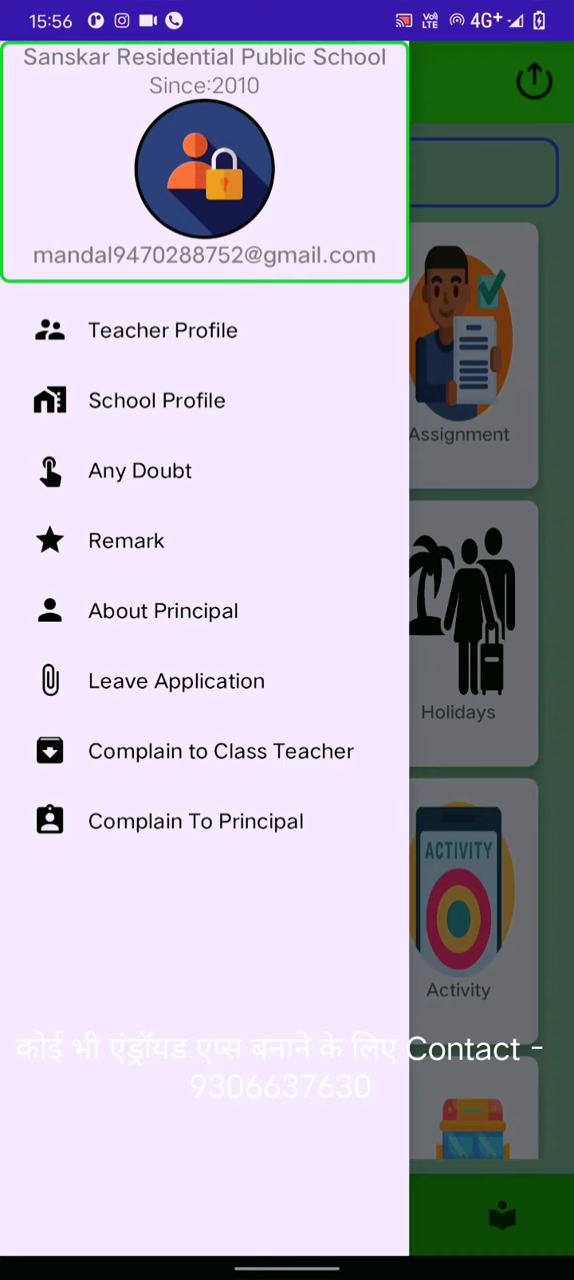 15:56
Vo) LTE
4G+
Sanskar Residential Public School
Since:2010
mandal9470288752@gmail.com
Teacher Profile
School Profile
Any Doubt
Remark
About Principal
Leave Application
Complain to Class Teacher
Complain To Principal
Assignment
Holidays
ACTIVITY
Activity
कोई भी एंड्रॉयड एप्स बनाने के लिए Contact -
9306637630